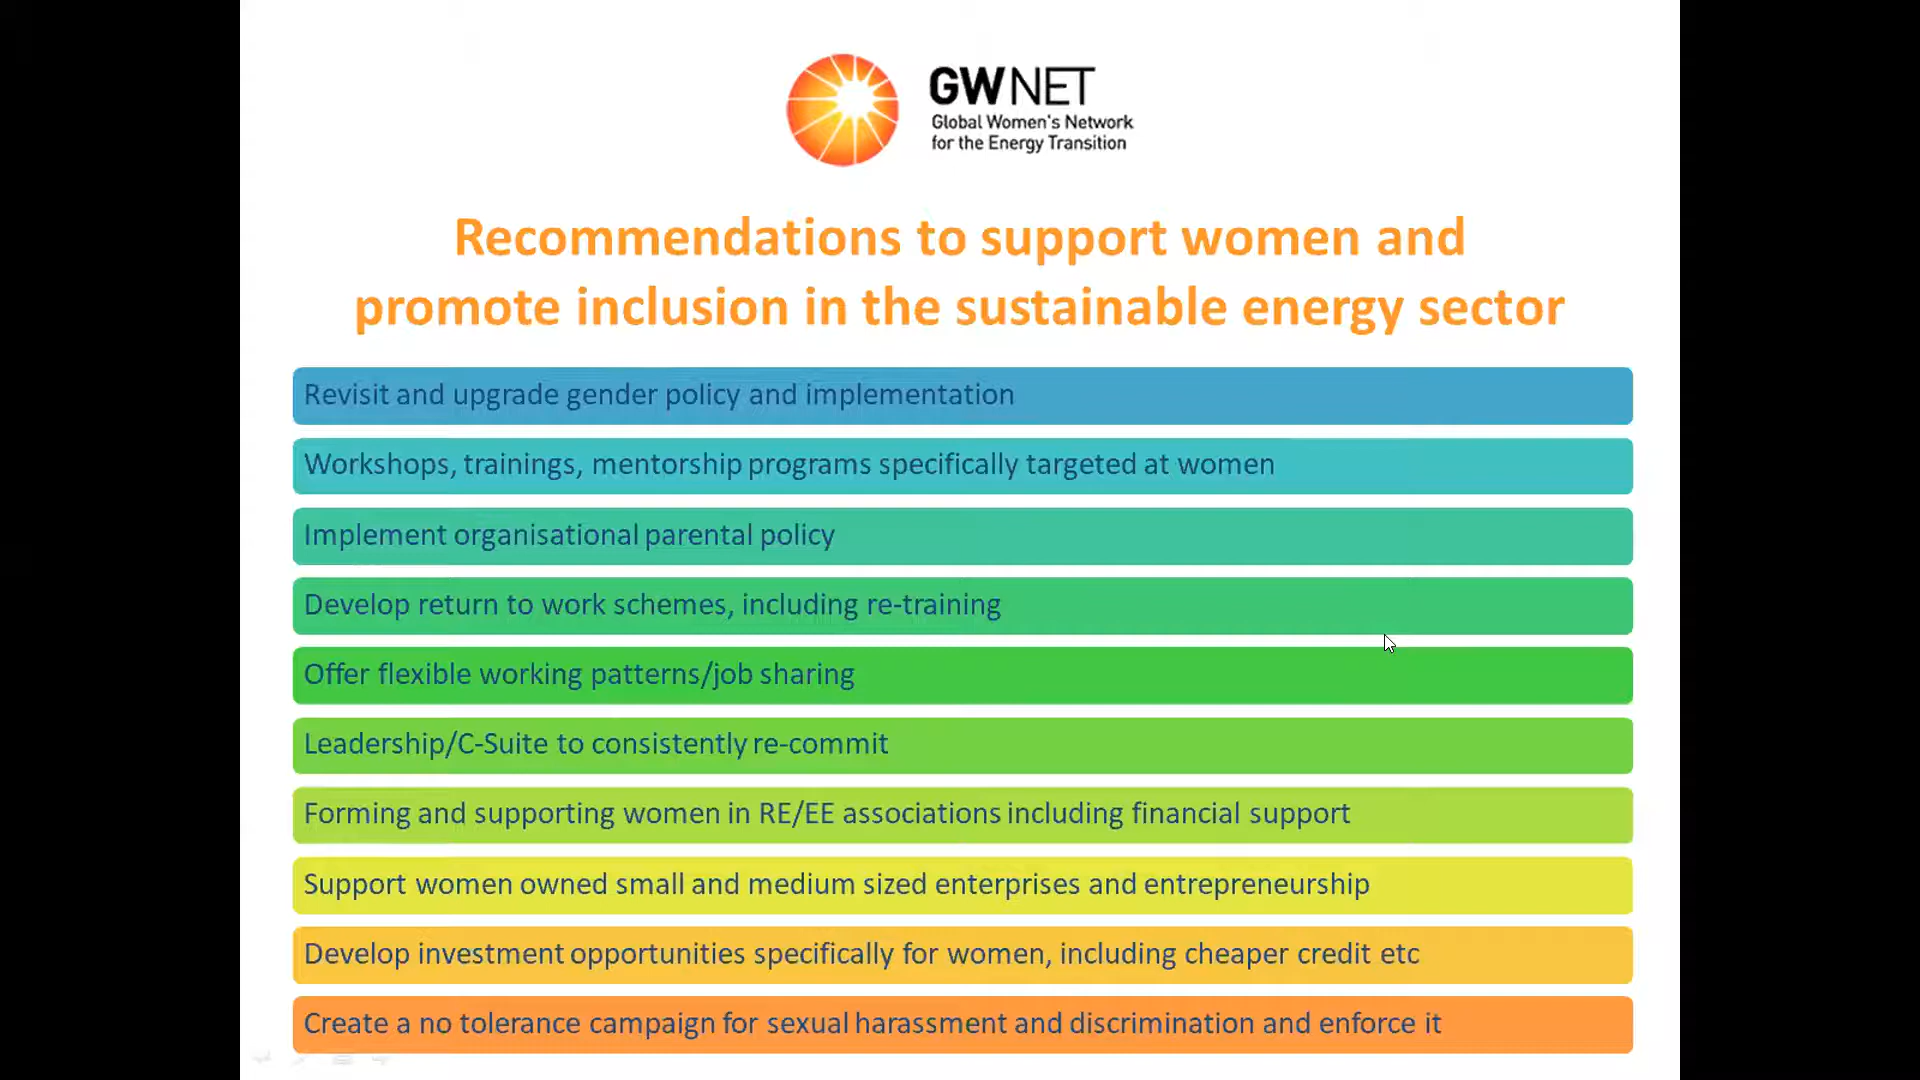 GWNET
Global Women's Network
for the Energy Transition
Recommendations to support women and
promote inclusion in the sustainable energy sector
Revisit and upgrade gender policy and implementation
Workshops, trainings, mentorship programs specifically targeted at women
Implement organisational parental policy
Develop return to work schemes, including re-training
Offer flexible working patterns/job sharing
Leadership/C-Suite to consistently re-commit
Forming and supporting women in RE/EE associations including financial support
Support women owned small and medium sized enterprises and entrepreneurship
Develop investment opportunities specifically for women, including cheaper credit etc
Create a no tolerance campaign for sexual harassment and discrimination and enforce it